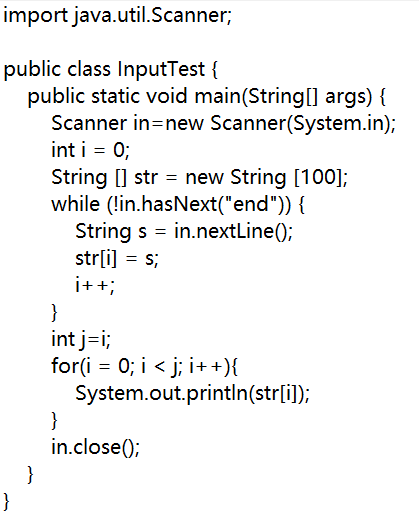 import java.util.Scanner;

public class InputTest {
    public static void main(String[] args) {
        Scanner in=new Scanner(System.in);
        int i = 0;
        String [] str = new String [100];
        while (!in.hasNext("end")) {
            String s = in.nextLine();
            str[i] = s;
            i++;
        }
        int j=i;
        for(i = 0; i < j; i++){
            System.out.println(str[i]);
        }
        in.close();
    }
}